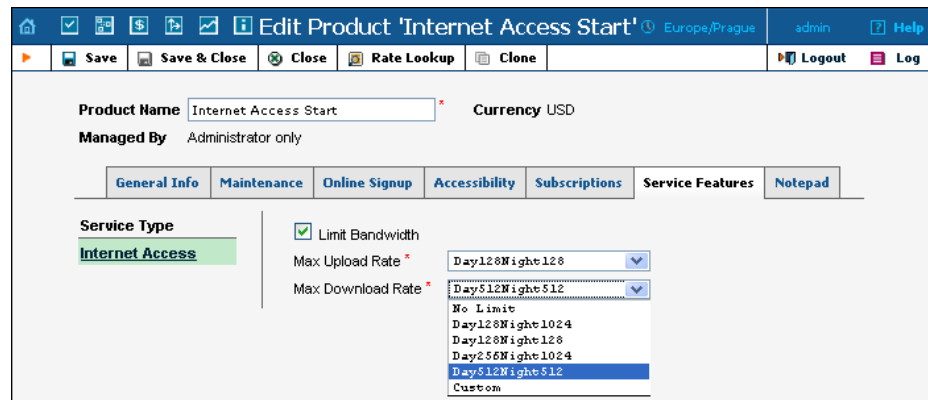 Edit Product 'Internet Access Start' Europe/Prague admin ? Help
Save Save & Close Close Rate Lookup Clone Logout Log
Product Name Internet Access Start * Currency USD
Managed By Administrator only
General Info Maintenance Online Signup Accessibility Subscriptions Service Features Notepad
Service Type
Internet Access
Limit Bandwidth
Max Upload Rate * Day128Night128
Max Download Rate * Day512Night512
No Limit
Day128Night1024
Day128Night128
Day256Night1024
Day512Night512
Custom